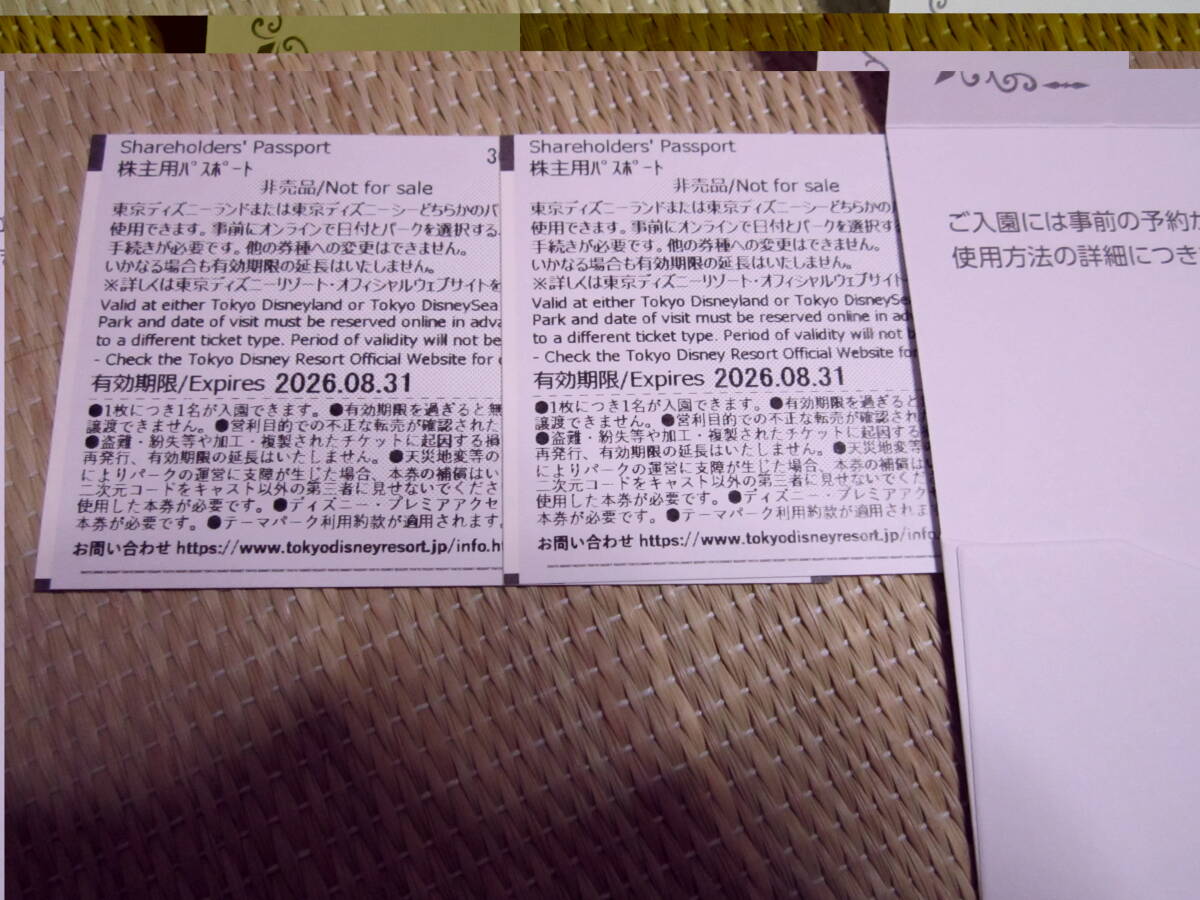 Shareholders' Passport
株主用ﾊﾟｽﾎﾟｰﾄ
非売品/Not for sale
東京ディズニーランドまたは東京ディズニーシーどちらかのパ
使用できます。事前にオンラインで日付とパークを選択する
手続きが必要です。他の券種への変更はできません。
いかなる場合も有効期限の延長はいたしません。
※詳しくは東京ディズニーリゾート・オフィシャルウェブサイトを
Valid at either Tokyo Disneyland or Tokyo DisneySea
Park and date of visit must be reserved online in adva
to a different ticket type. Period of validity will not be
- Check the Tokyo Disney Resort Official Website for
有効期限/Expires 2026.08.31
●1枚につき1名が入園できます。●有効期限を過ぎると無
譲渡できません。●営利目的での不正な転売が確認された
●盗難・紛失等や加工・複製されたチケットに起因する損
再発行、有効期限の延長はいたしません。●天災地変等の
によりパークの運営に支障が生じた場合、本券の補償はい
二次元コードをキャスト以外の第三者に見せないでくださ
使用した本券が必要です。●ディズニー・プレミアアクセ
本券が必要です。●テーマパーク利用約款が適用されます。
お問い合わせ https://www.tokyodisneyresort.jp/info.h
Shareholders' Passport
株主用ﾊﾟｽﾎﾟｰﾄ
非売品/Not for sale
東京ディズニーランドまたは東京ディズニーシーどちらかの
使用できます。事前にオンラインで日付とパークを選択す
手続きが必要です。他の券種への変更はできません。
いかなる場合も有効期限の延長はいたしません。
※詳しくは東京ディズニーリゾート・オフィシャルウェブサイト
Valid at either Tokyo Disneyland or Tokyo DisneySe
Park and date of visit must be reserved online in ad
to a different ticket type. Period of validity will not
- Check the Tokyo Disney Resort Official Website for
有効期限/Expires 2026.08.31
●1枚につき1名が入園できます。●有効期限を過ぎると
譲渡できません。●営利目的での不正な転売が確認され
●盗難・紛失等や加工・複製されたチケットに起因する
再発行、有効期限の延長はいたしません。●天災地変等
によりパークの運営に支障が生じた場合、本券の補償は
二次元コードをキャスト以外の第三者に見せないでくだ
使用した本券が必要です。●ディズニー・プレミアアク
本券が必要です。●テーマパーク利用約款が適用されま
お問い合わせ https://www.tokyodisneyresort.jp/info
ご入園には事前の予約が
使用方法の詳細につき